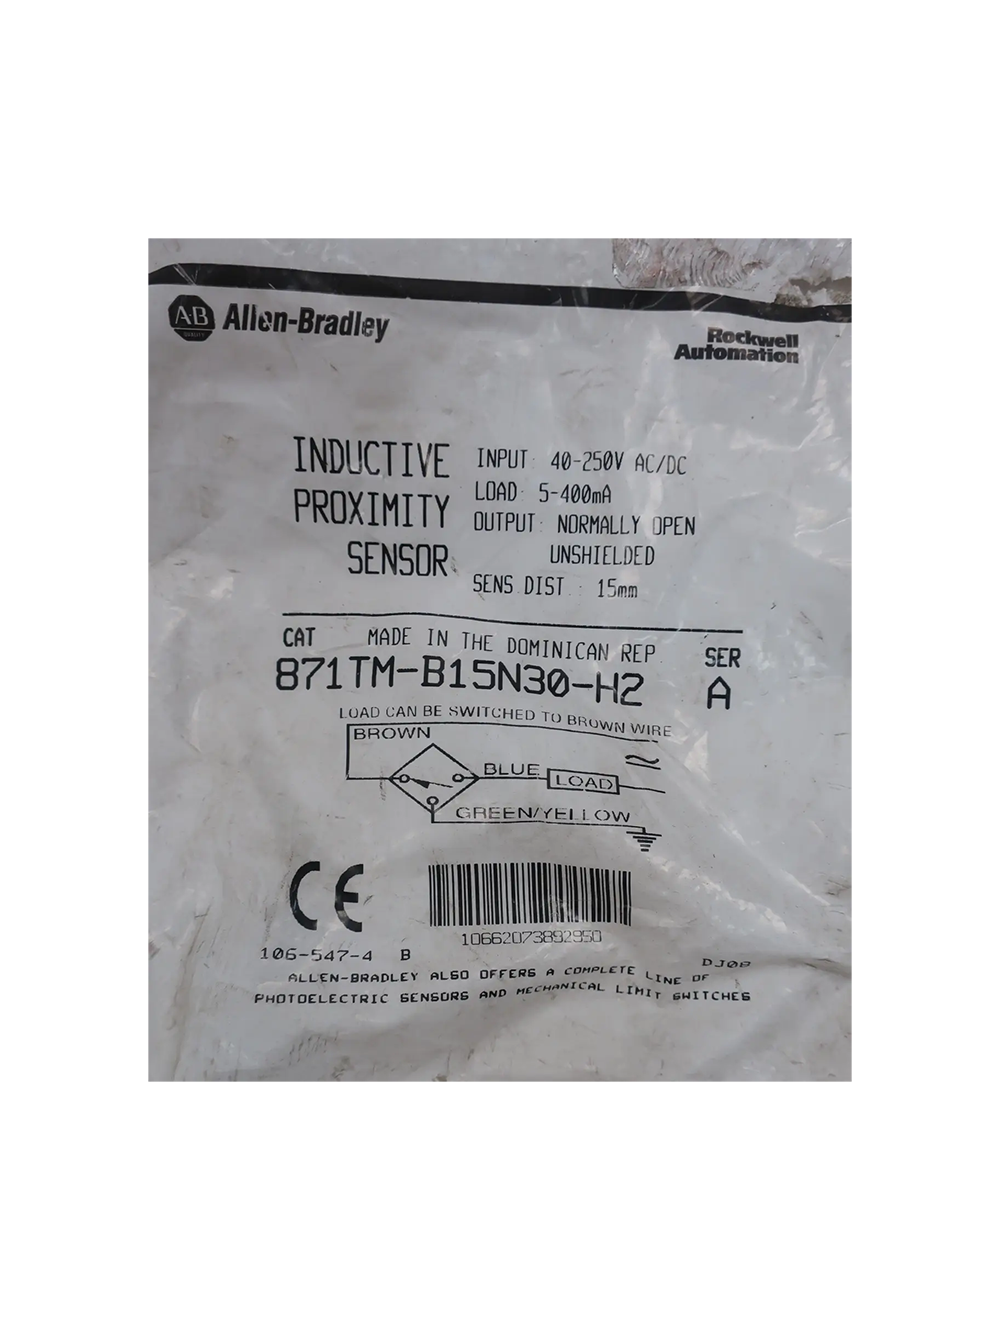 A-B
QUALITY
Allen-Bradley
Rockwell
Automation
INDUCTIVE
PROXIMITY
SENSOR
INPUT: 40-250V AC/DC
LOAD: 5-400mA
OUTPUT: NORMALLY OPEN
UNSHIELDED
SENS.DIST.: 15mm
CAT MADE IN THE DOMINICAN REP. SER
871TM-B15N30-H2 A
LOAD CAN BE SWITCHED TO BROWN WIRE
BROWN
BLUE LOAD
GREEN/YELLOW
CE
10662073892950
106-547-4 B DJ08
ALLEN-BRADLEY ALSO OFFERS A COMPLETE LINE OF
PHOTOELECTRIC SENSORS AND MECHANICAL LIMIT SWITCHES